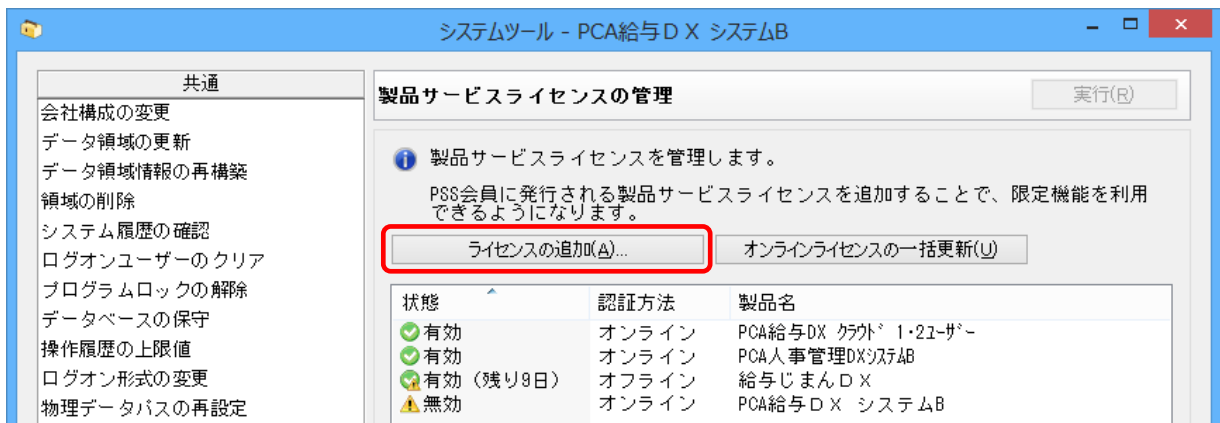 システムツール - PCA給与ＤＸ システムB
共通
会社構成の変更
データ領域の更新
データ領域情報の再構築
領域の削除
システム履歴の確認
ログオンユーザーのクリア
プログラムロックの解除
データベースの保守
操作履歴の上限値
ログオン形式の変更
物理データパスの再設定
製品サービスライセンスの管理
実行(R)
製品サービスライセンスを管理します。
PSS会員に発行される製品サービスライセンスを追加することで、限定機能を利用
できるようになります。
ライセンスの追加(A)...
オンラインライセンスの一括更新(U)
状態 認証方法 製品名
有効 オンライン PCA給与DX ｸﾗｳﾄﾞ 1・2ﾕｰｻﾞｰ
有効 オンライン PCA人事管理DXｼｽﾃﾑB
有効（残り9日） オフライン 給与じまんＤＸ
無効 オンライン PCA給与ＤＸ システムB